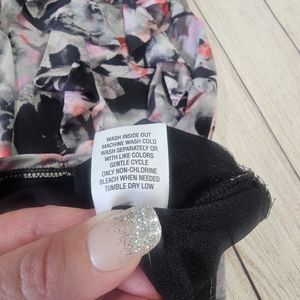 WASH INSIDE OUT
MACHINE WASH COLD
WASH SEPARATELY OR
WITH LIKE COLORS
GENTLE CYCLE
ONLY NON-CHLORINE
BLEACH WHEN NEEDED
TUMBLE DRY LOW